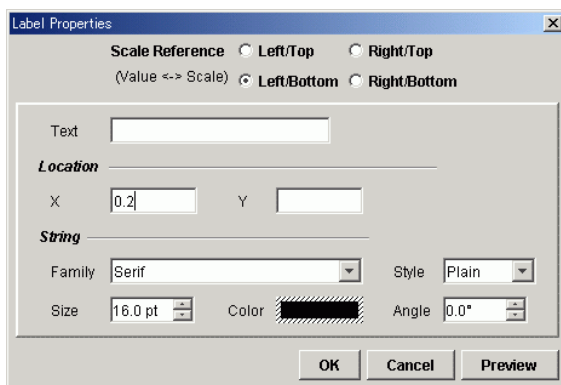 Label Properties
Scale Reference Left/Top Right/Top
(Value <-> Scale) Left/Bottom Right/Bottom
Text
Location
X 0.2 Y
String
Family Serif Style Plain
Size 16.0 pt Color Angle 0.0°
OK Cancel Preview